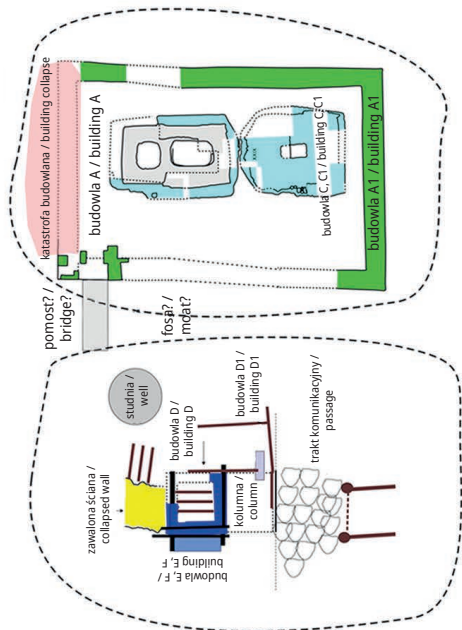 katastrofa budowlana / building collapse
budowla A / building A
budowla C, C1 / building C, C1
budowla A1 / building A1
pomost? /
bridge?
fosa? /
moat?
studnia /
well
zawalona ściana /
collapsed wall
budowla D /
building D
budowla D1 /
building D1
kolumna /
column
trakt komunikacyjny /
passage
budowla E, F /
building E, F